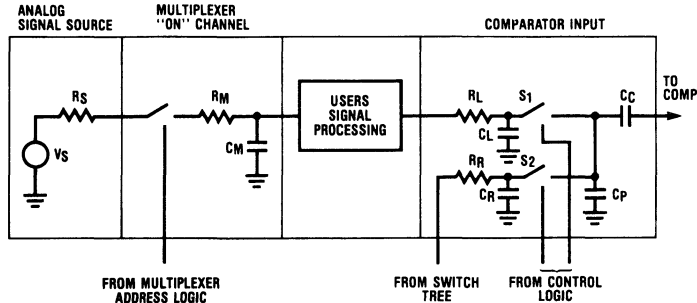 ANALOG
SIGNAL SOURCE
MULTIPLEXER
"ON" CHANNEL
COMPARATOR INPUT
RS
RM
CM
VS
USERS
SIGNAL
PROCESSING
RL
S1
CL
CC
TO
COMP
RR
S2
CR
CP
FROM MULTIPLEXER
ADDRESS LOGIC
FROM SWITCH
TREE
FROM CONTROL
LOGIC